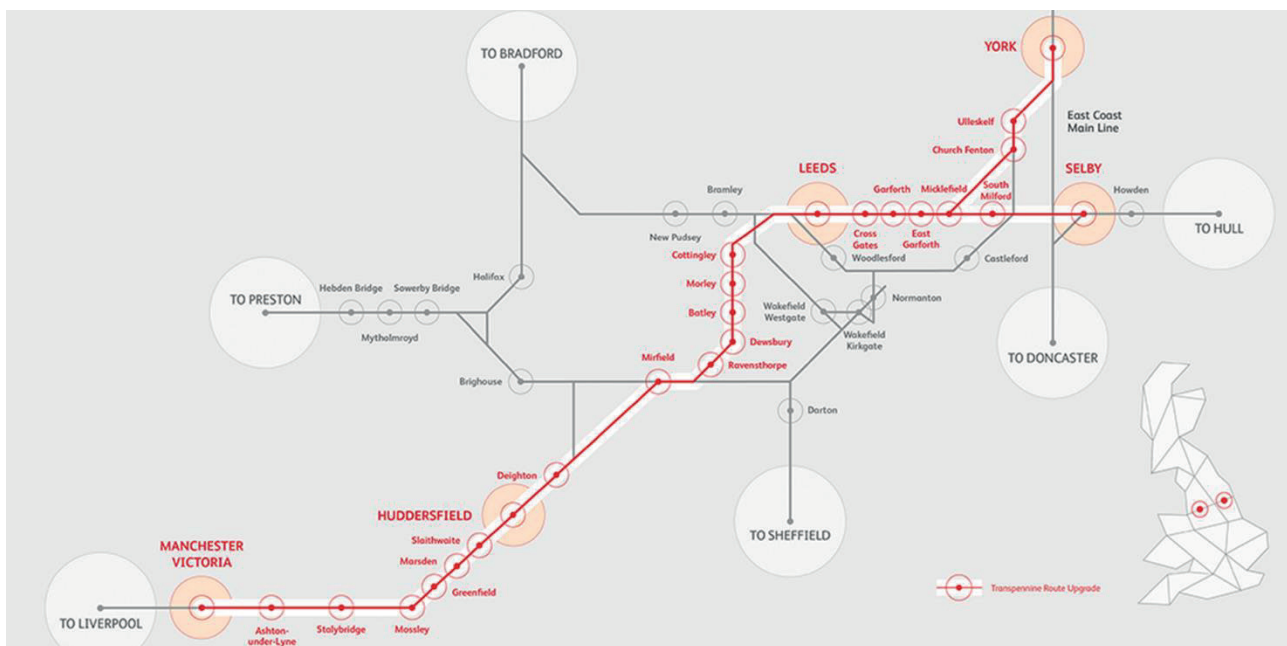 TO BRADFORD
YORK
Ulleskelf
East Coast
Main Line
Church Fenton
LEEDS
Garforth
Micklefield
South
Milford
SELBY
Bramley
Howden
New Pudsey
Cross
Gates
East
Garforth
TO HULL
Cottingley
Woodlesford
Castleford
Halifax
Morley
TO PRESTON
Hebden Bridge
Sowerby Bridge
Normanton
Wakefield
Westgate
Batley
Mytholmroyd
Wakefield
Kirkgate
Dewsbury
TO DONCASTER
Mirfield
Ravensthorpe
Brighouse
Darton
Deighton
HUDDERSFIELD
TO SHEFFIELD
Slaithwaite
MANCHESTER
VICTORIA
Marsden
Greenfield
Transpennine Route Upgrade
TO LIVERPOOL
Ashton-
under-Lyne
Stalybridge
Mossley